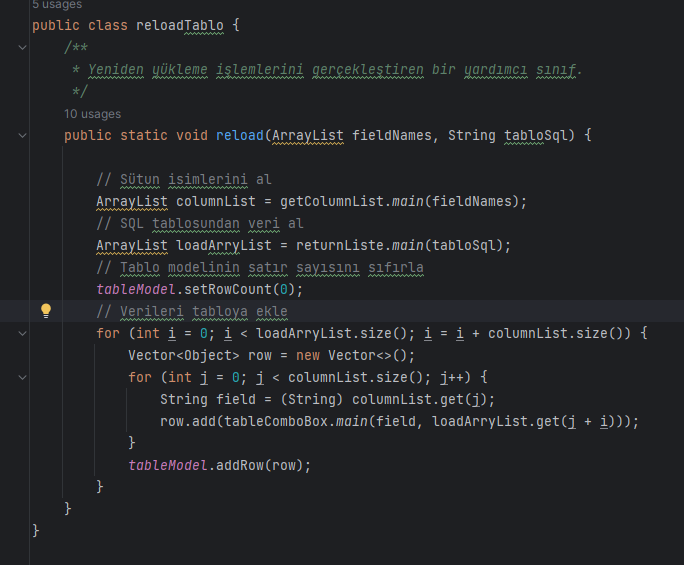 5 usages
public class reloadTablo {
/**
* Yeniden yükleme işlemlerini gerçekleştiren bir yardımcı sınıf.
*/
10 usages
public static void reload(ArrayList fieldNames, String tabloSql) {
// Sütun isimlerini al
ArrayList columnList = getColumnList.main(fieldNames);
// SQL tablosundan veri al
ArrayList loadArryList = returnListe.main(tabloSql);
// Tablo modelinin satır sayısını sıfırla
tableModel.setRowCount(0);
// Verileri tabloya ekle
for (int i = 0; i < loadArryList.size(); i = i + columnList.size()) {
Vector<Object> row = new Vector<>();
for (int j = 0; j < columnList.size(); j++) {
String field = (String) columnList.get(j);
row.add(tableComboBox.main(field, loadArryList.get(j + i)));
}
tableModel.addRow(row);
}
}
}